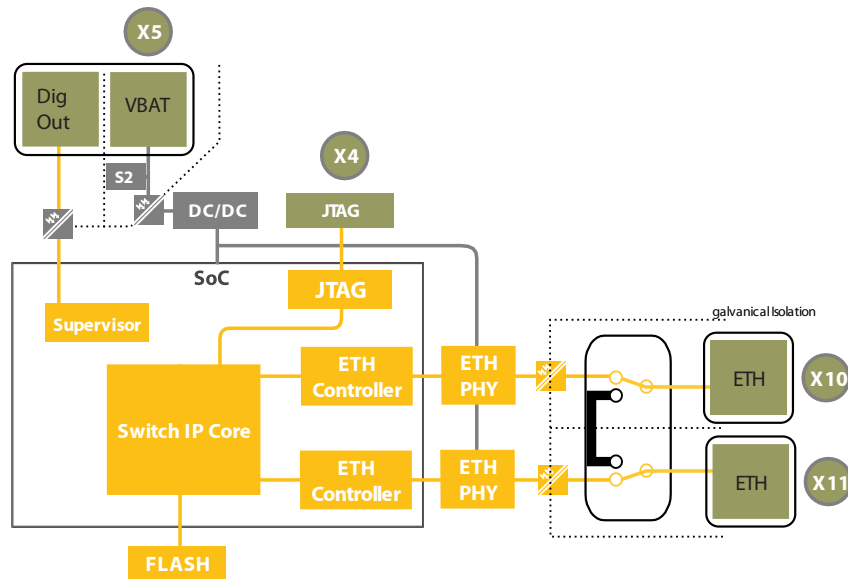 X5
Dig
Out
VBAT
S2
X4
DC/DC
JTAG
SoC
JTAG
Supervisor
galvanical Isolation
ETH
Controller
ETH
PHY
ETH
X10
Switch IP Core
ETH
Controller
ETH
PHY
ETH
X11
FLASH